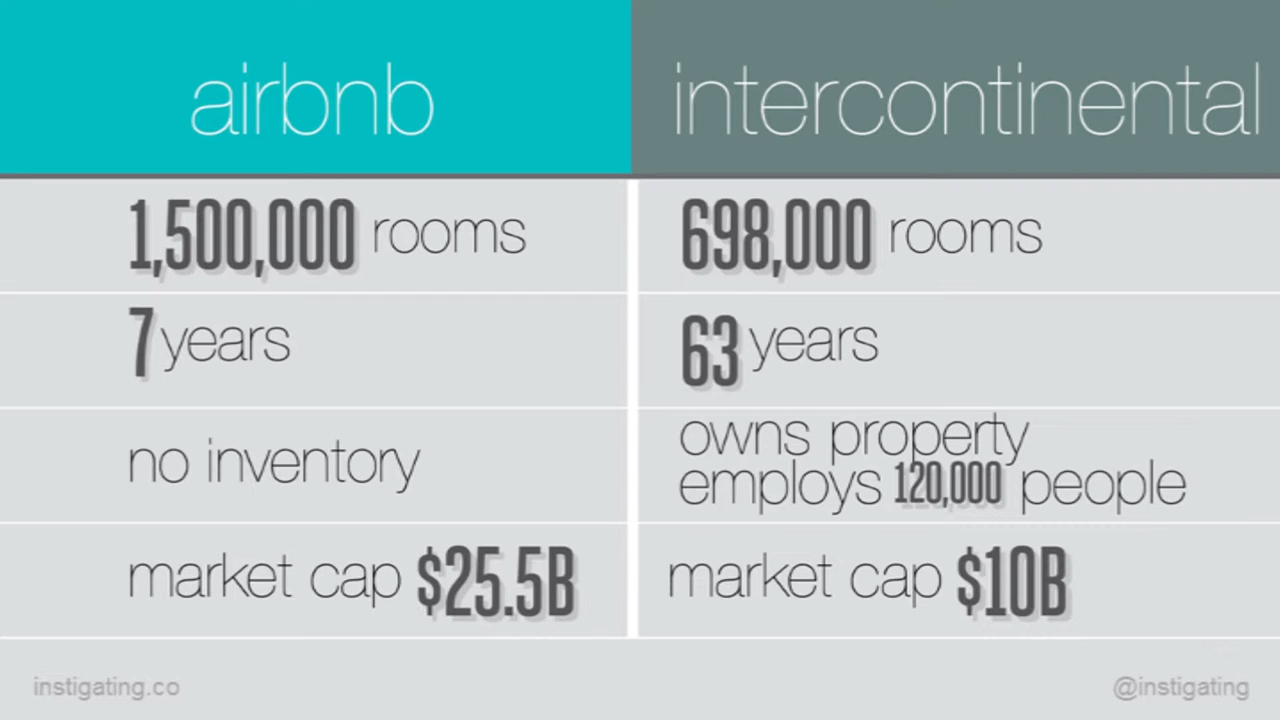 airbnb
intercontinental
1,500,000 rooms
698,000 rooms
7 years
63 years
no inventory
owns property
employs 120,000 people
market cap $25.5B
market cap $10B
instigating.co
@instigating